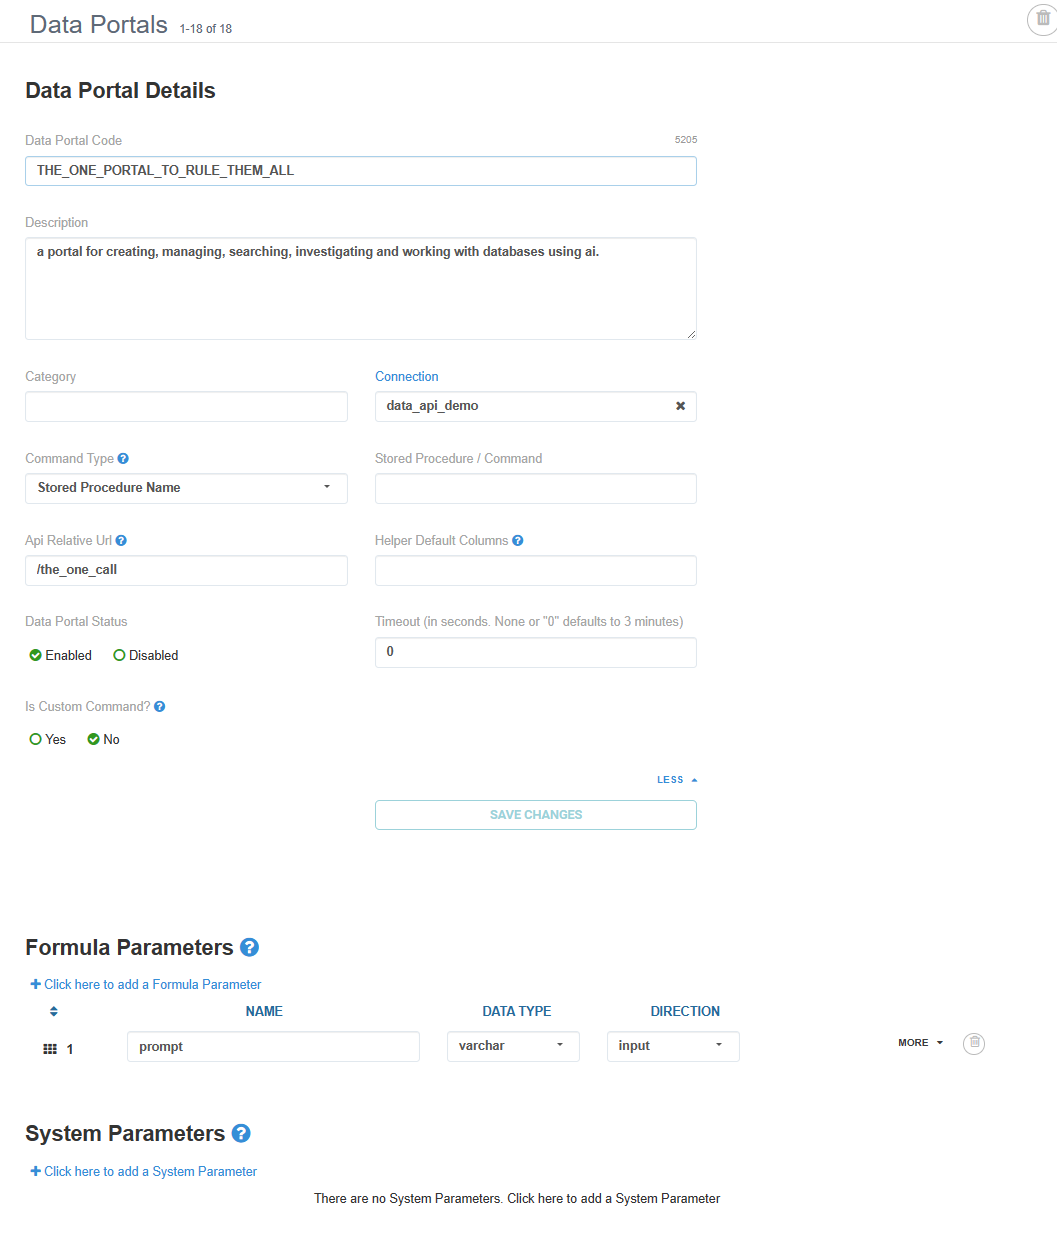 Data Portals 1-18 of 18
Data Portal Details
Data Portal Code 5205
THE_ONE_PORTAL_TO_RULE_THEM_ALL
Description
a portal for creating, managing, searching, investigating and working with databases using ai.
Category Connection
data_api_demo
Command Type Stored Procedure / Command
Stored Procedure Name
Api Relative Url Helper Default Columns
/the_one_call
Data Portal Status Timeout (in seconds. None or "0" defaults to 3 minutes)
Enabled Disabled 0
Is Custom Command?
Yes No
LESS
SAVE CHANGES
Formula Parameters
Click here to add a Formula Parameter
NAME DATA TYPE DIRECTION
1 prompt varchar input MORE
System Parameters
Click here to add a System Parameter
There are no System Parameters. Click here to add a System Parameter